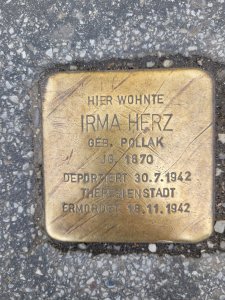 HIER WOHNTE
IRMA HERZ
GEB. POLLAK
JG. 1870
DEPORTIERT 30.7.1942
THERESIENSTADT
ERMORDET 18.11.1942